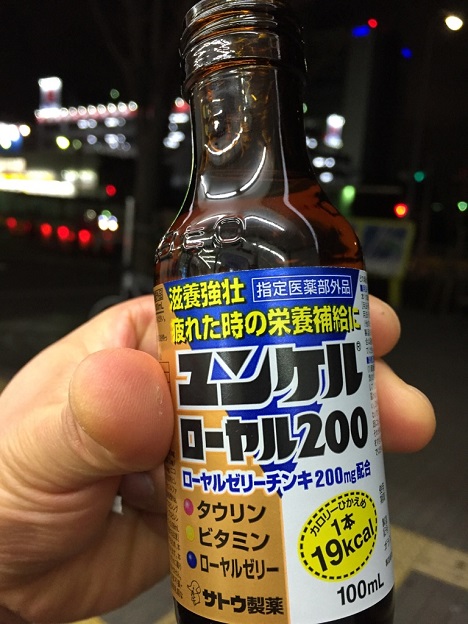 滋養強壮
指定医薬部外品
疲れた時の栄養補給に
ユンケル®
ローヤル200
ローヤルゼリーチンキ200mg配合
タウリン
ビタミン
ローヤルゼリー
サトウ製薬
カロリーひかえめ
1本
19kcal
100mL